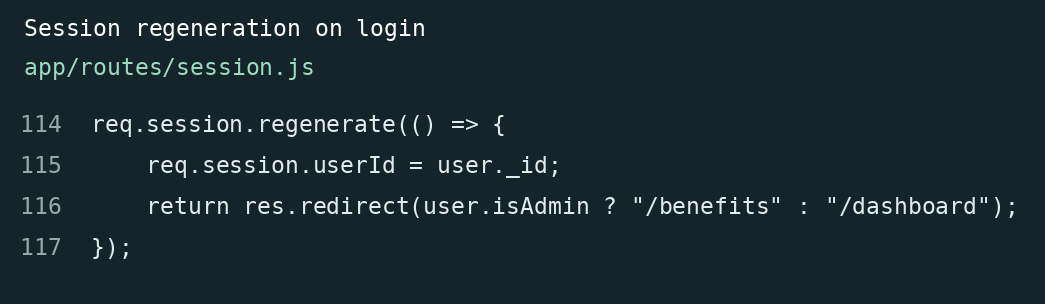 Session regeneration on login
app/routes/session.js
114 req.session.regenerate(() => {
115     req.session.userId = user._id;
116     return res.redirect(user.isAdmin ? "/benefits" : "/dashboard");
117 });